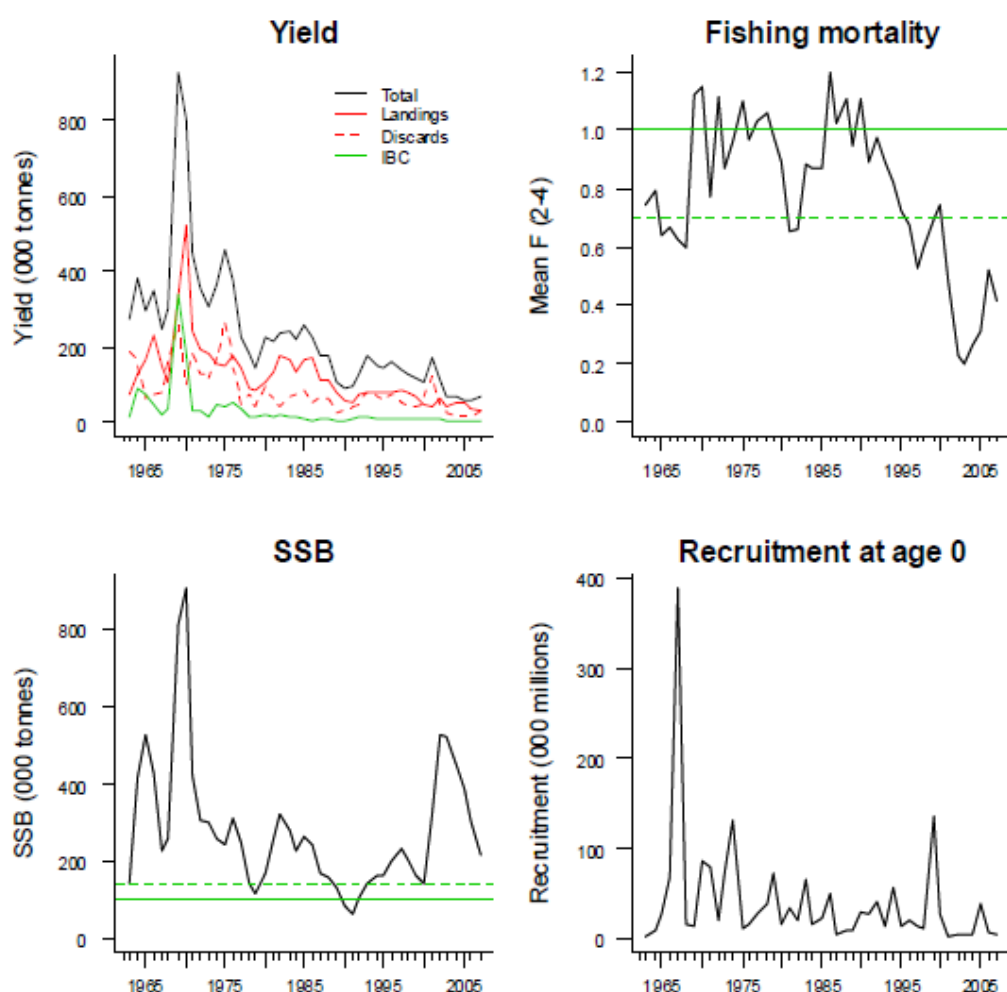 Yield
Total
Landings
Discards
IBC
Yield (000 tonnes)
800
600
400
200
0
1965 1975 1985 1995 2005
Fishing mortality
Mean F (2-4)
1.2
1.0
0.8
0.6
0.4
0.2
0.0
1965 1975 1985 1995 2005
SSB
SSB (000 tonnes)
800
600
400
200
0
1965 1975 1985 1995 2005
Recruitment at age 0
Recruitment (000 millions)
400
300
200
100
0
1965 1975 1985 1995 2005